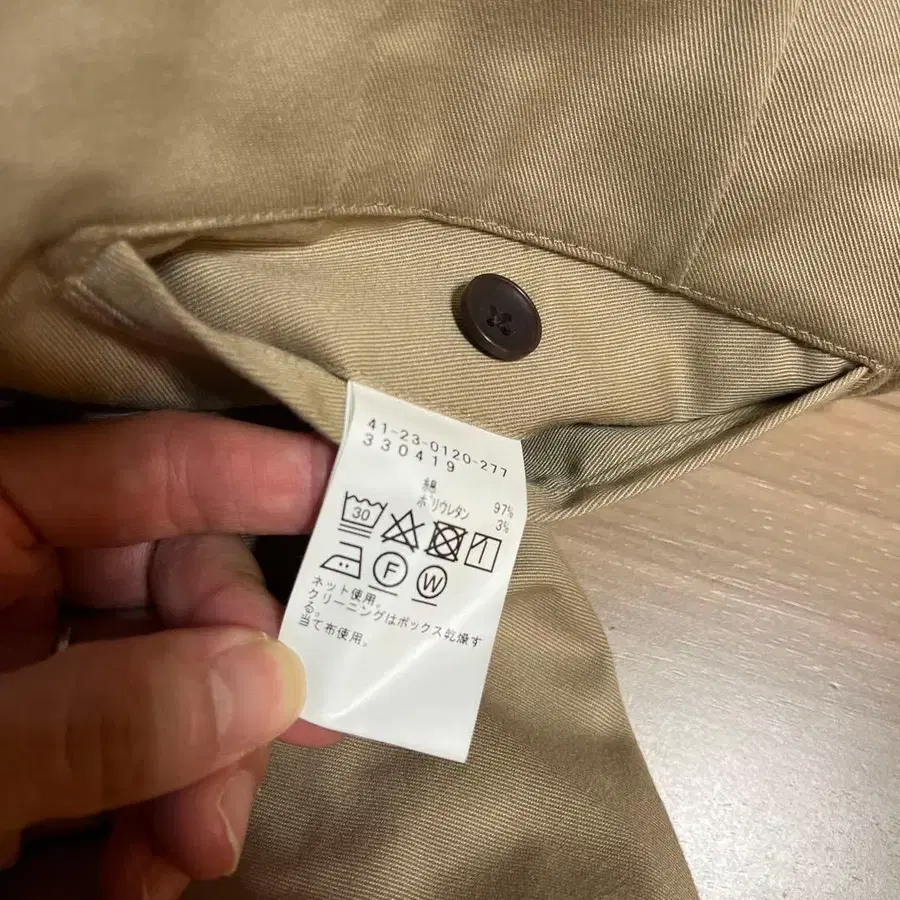 41-23-0120-277
330419
綿 97%
ポリウレタン 3%
30
F W
ネット使用。
クリーニングはボックス乾燥す
る。
当て布使用。